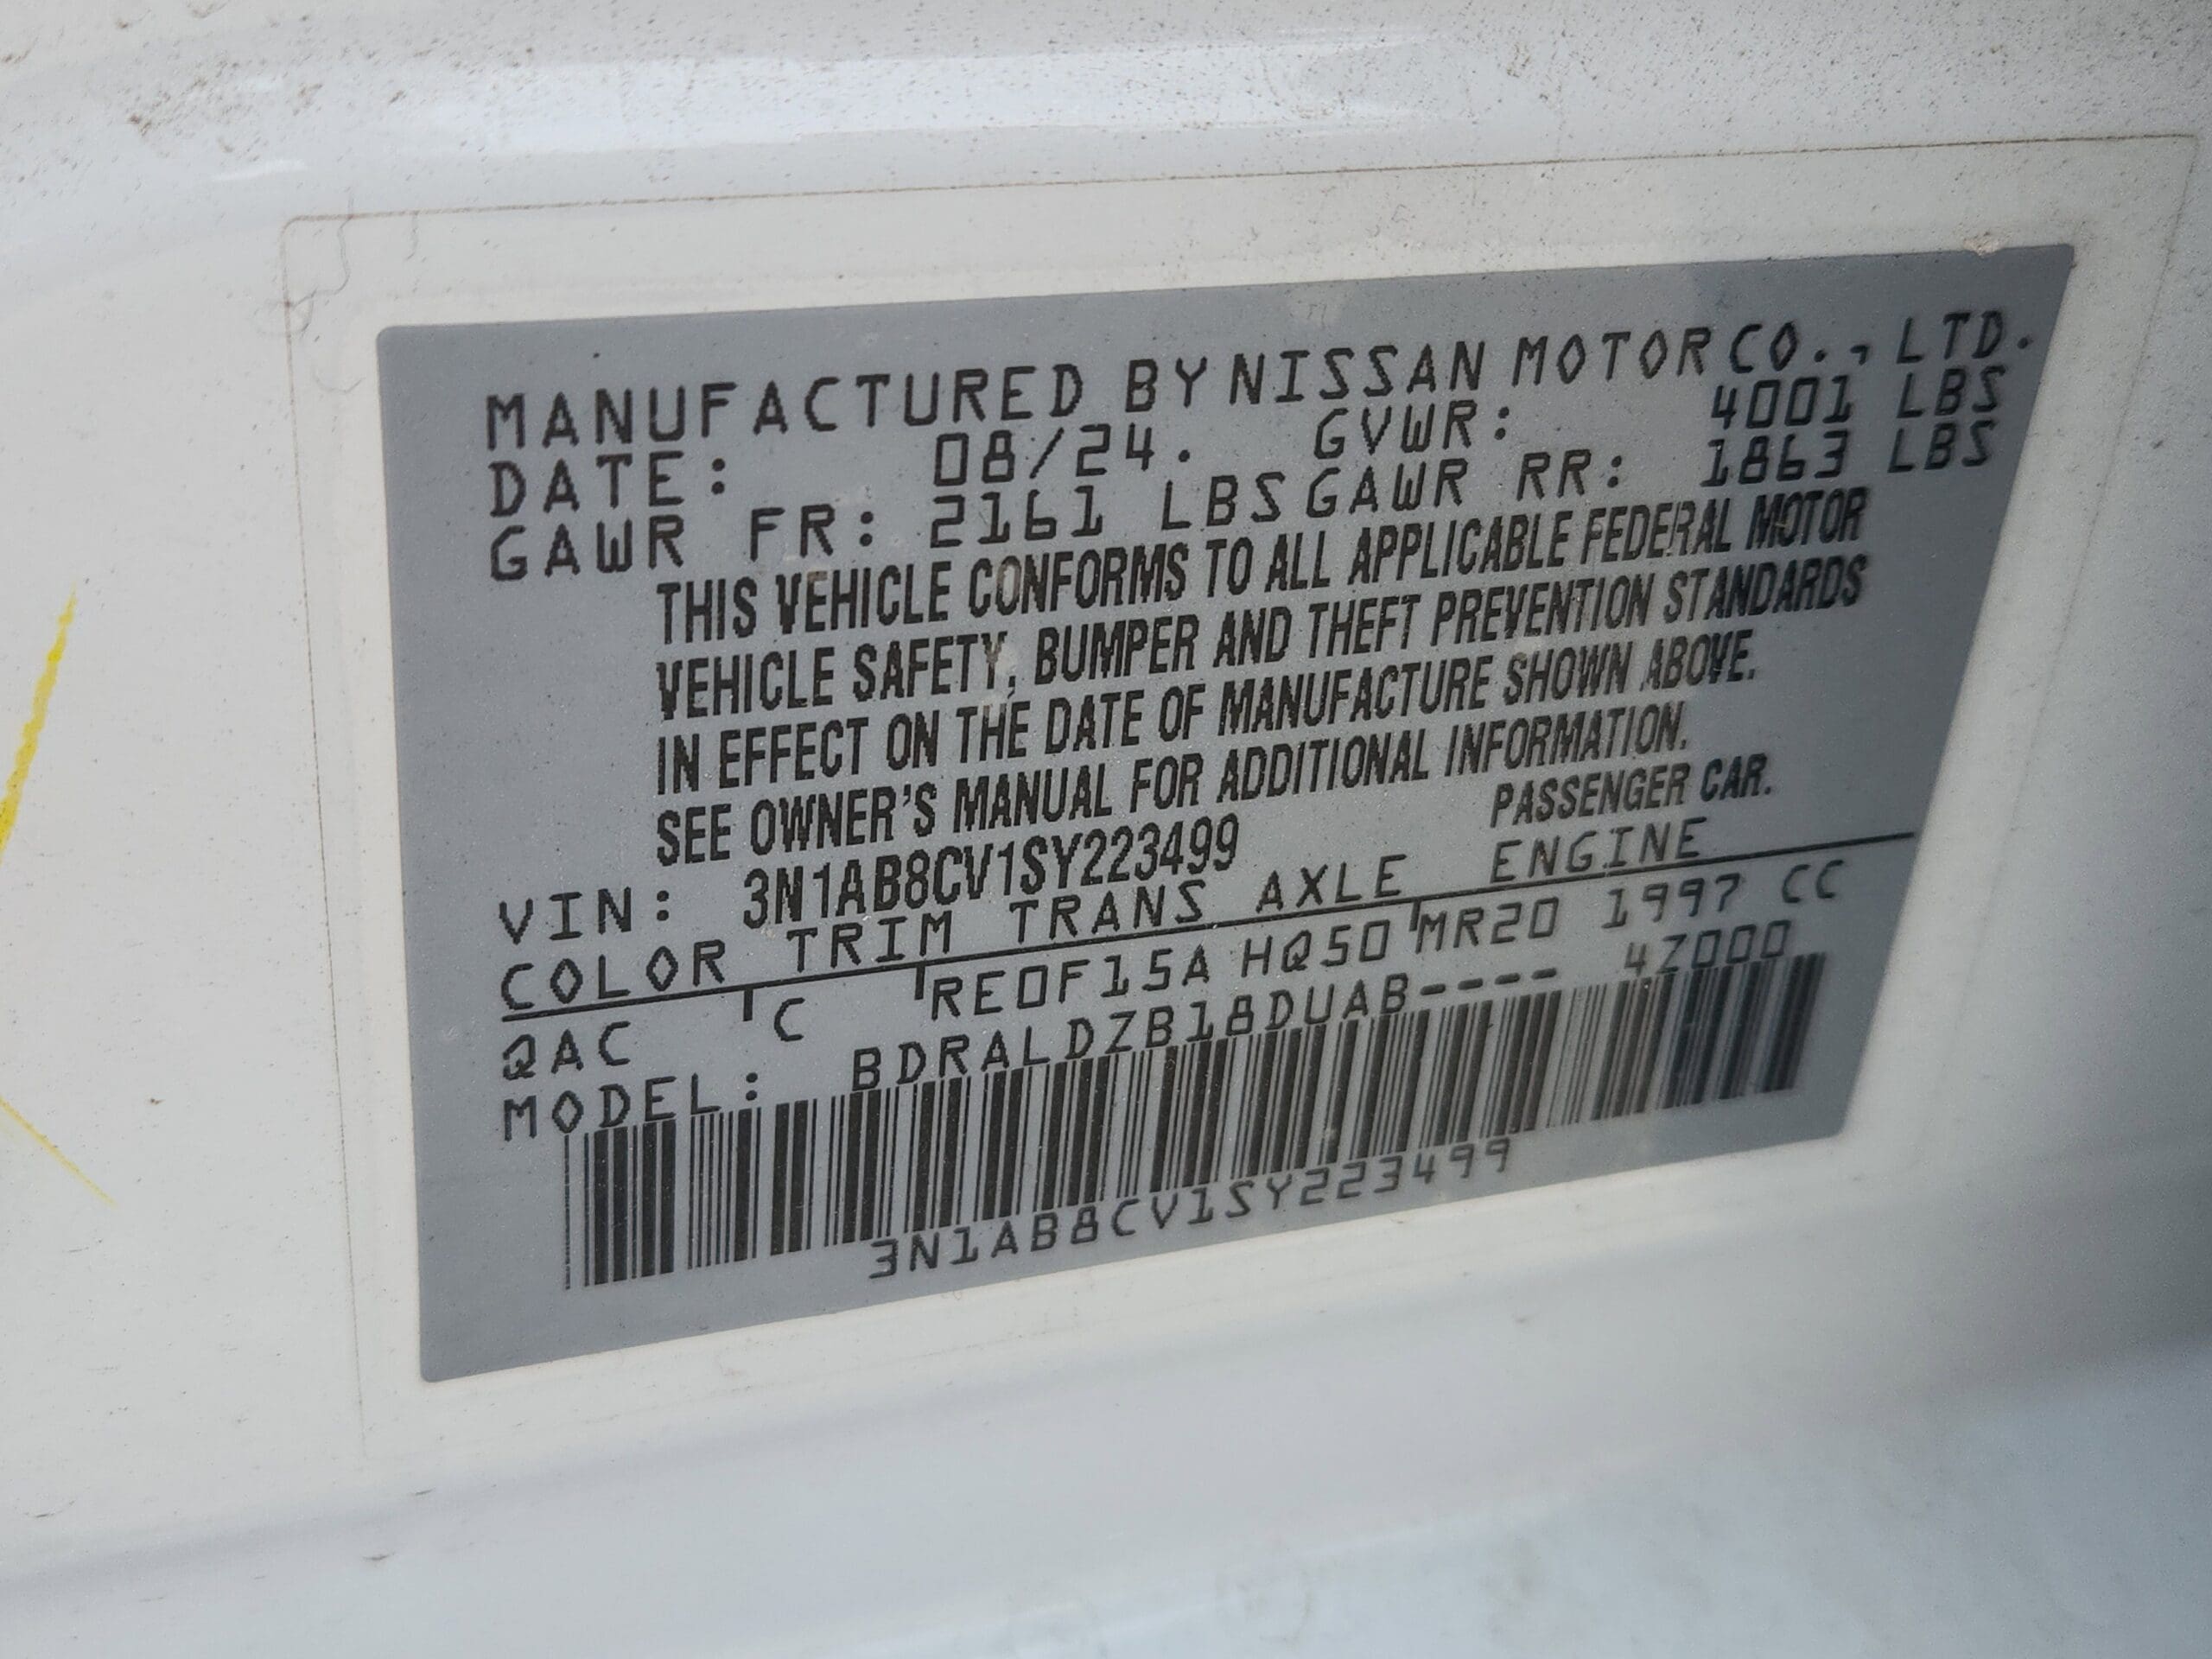 MANUFACTURED BY NISSAN MOTOR CO., LTD.
DATE: 08/24. GVWR: 4001 LBS
GAWR FR: 2161 LBS GAWR RR: 1863 LBS
THIS VEHICLE CONFORMS TO ALL APPLICABLE FEDERAL MOTOR
VEHICLE SAFETY, BUMPER AND THEFT PREVENTION STANDARDS
IN EFFECT ON THE DATE OF MANUFACTURE SHOWN ABOVE.
SEE OWNER'S MANUAL FOR ADDITIONAL INFORMATION.
VIN: 3N1AB8CV1SY223499 PASSENGER CAR.
COLOR TRIM TRANS AXLE ENGINE
QAC C RE0F15A HQ50 MR20 1997 CC
MODEL: BDRALDZB18DUAB---- 4Z000
3N1AB8CV1SY223499